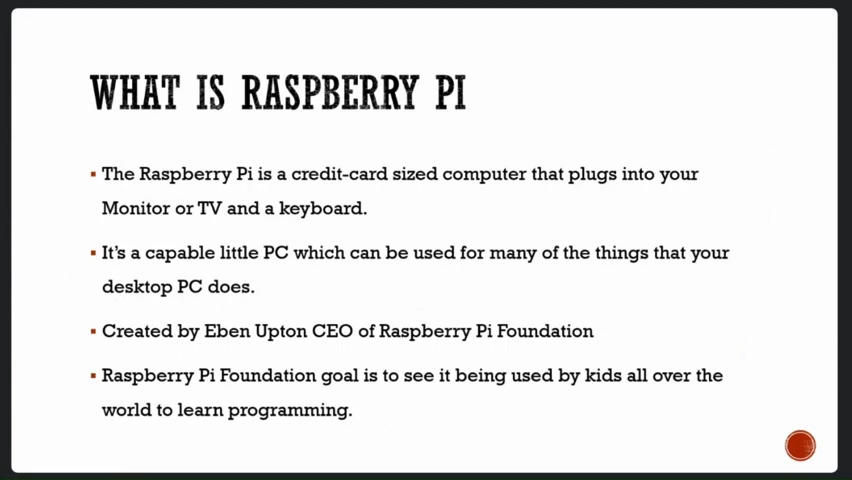 WHAT IS RASPBERRY PI
▪ The Raspberry Pi is a credit-card sized computer that plugs into your
Monitor or TV and a keyboard.
▪ It's a capable little PC which can be used for many of the things that your
desktop PC does.
▪ Created by Eben Upton CEO of Raspberry Pi Foundation
▪ Raspberry Pi Foundation goal is to see it being used by kids all over the
world to learn programming.